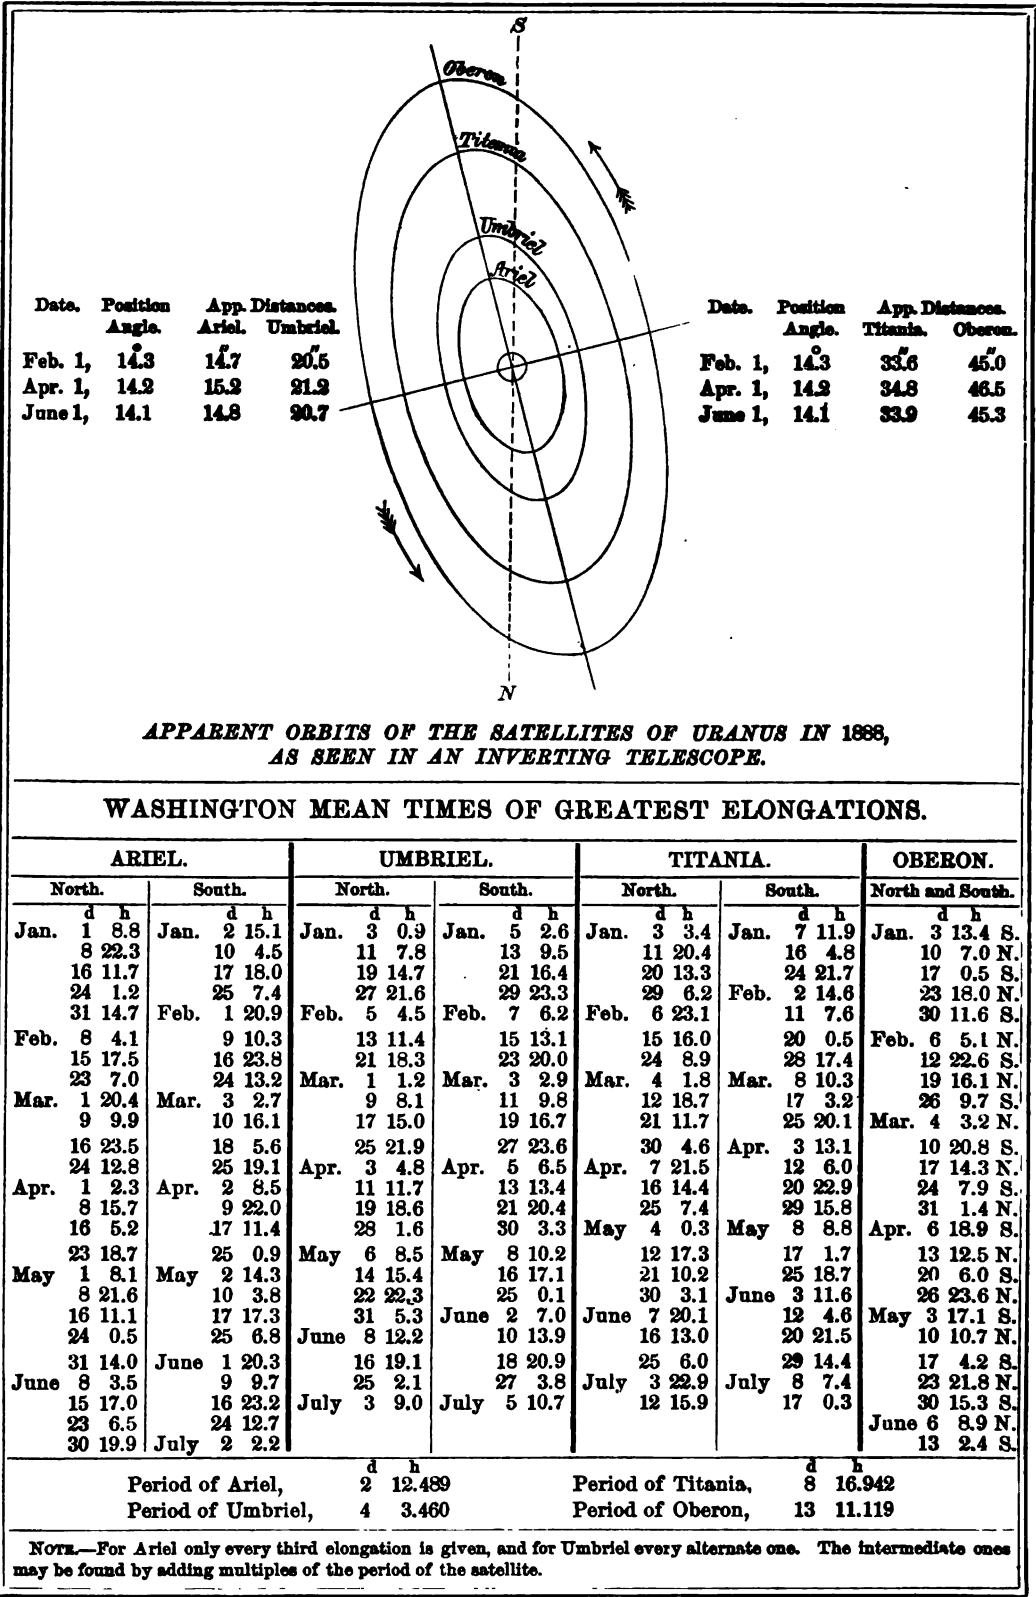 S
Oberon
Titania
Umbriel
Ariel
Date. Position App. Distances.
Angle. Ariel. Umbriel.
° " "
Feb. 1, 14.3 14.7 20.5
Apr. 1, 14.2 15.2 21.2
June 1, 14.1 14.8 20.7
Date. Position App. Distances.
Angle. Titania. Oberon.
° " "
Feb. 1, 14.3 33.6 45.0
Apr. 1, 14.2 34.8 46.5
June 1, 14.1 33.9 45.3
N
APPARENT ORBITS OF THE SATELLITES OF URANUS IN 1888,
AS SEEN IN AN INVERTING TELESCOPE.
WASHINGTON MEAN TIMES OF GREATEST ELONGATIONS.
ARIEL. UMBRIEL. TITANIA. OBERON.
North. South. North. South. North. South. North and South.
d h d h d h d h d h d h d h
Jan. 1 8.8 Jan. 2 15.1 Jan. 3 0.9 Jan. 5 2.6 Jan. 3 3.4 Jan. 7 11.9 Jan. 3 13.4 S.
8 22.3 10 4.5 11 7.8 13 9.5 11 20.4 16 4.8 10 7.0 N.
16 11.7 17 18.0 19 14.7 21 16.4 20 13.3 24 21.7 17 0.5 S.
24 1.2 25 7.4 27 21.6 29 23.3 29 6.2 Feb. 2 14.6 23 18.0 N.
31 14.7 Feb. 1 20.9 Feb. 5 4.5 Feb. 7 6.2 Feb. 6 23.1 11 7.6 30 11.6 S.
Feb. 8 4.1 9 10.3 13 11.4 15 13.1 15 16.0 20 0.5 Feb. 6 5.1 N.
15 17.5 16 23.8 21 18.3 23 20.0 24 8.9 28 17.4 12 22.6 S.
23 7.0 24 13.2 Mar. 1 1.2 Mar. 3 2.9 Mar. 4 1.8 Mar. 8 10.3 19 16.1 N.
Mar. 1 20.4 Mar. 3 2.7 9 8.1 11 9.8 12 18.7 17 3.2 26 9.7 S.
9 9.9 10 16.1 17 15.0 19 16.7 21 11.7 25 20.1 Mar. 4 3.2 N.
16 23.5 18 5.6 25 21.9 27 23.6 30 4.6 Apr. 3 13.1 10 20.8 S.
24 12.8 25 19.1 Apr. 3 4.8 Apr. 5 6.5 Apr. 7 21.5 12 6.0 17 14.3 N.
Apr. 1 2.3 Apr. 2 8.5 11 11.7 13 13.4 16 14.4 20 22.9 24 7.9 S.
8 15.7 9 22.0 19 18.6 21 20.4 25 7.4 29 15.8 31 1.4 N.
16 5.2 17 11.4 28 1.6 30 3.3 May 4 0.3 May 8 8.8 Apr. 6 18.9 S.
23 18.7 25 0.9 May 6 8.5 May 8 10.2 12 17.3 17 1.7 13 12.5 N.
May 1 8.1 May 2 14.3 14 15.4 16 17.1 21 10.2 25 18.7 20 6.0 S.
8 21.6 10 3.8 22 22.3 25 0.1 30 3.1 June 3 11.6 26 23.6 N.
16 11.1 17 17.3 31 5.3 June 2 7.0 June 7 20.1 12 4.6 May 3 17.1 S.
24 0.5 25 6.8 June 8 12.2 10 13.9 16 13.0 20 21.5 10 10.7 N.
31 14.0 June 1 20.3 16 19.1 18 20.9 25 6.0 29 14.4 17 4.2 S.
June 8 3.5 9 9.7 25 2.1 27 3.8 July 3 22.9 July 8 7.4 23 21.8 N.
15 17.0 16 23.2 July 3 9.0 July 5 10.7 12 15.9 17 0.3 30 15.3 S.
23 6.5 24 12.7 June 6 8.9 N.
30 19.9 July 2 2.2 13 2.4 S.
d h d h
Period of Ariel, 2 12.489 Period of Titania, 8 16.942
Period of Umbriel, 4 3.460 Period of Oberon, 13 11.119
NOTE.—For Ariel only every third elongation is given, and for Umbriel every alternate one. The intermediate ones
may be found by adding multiples of the period of the satellite.